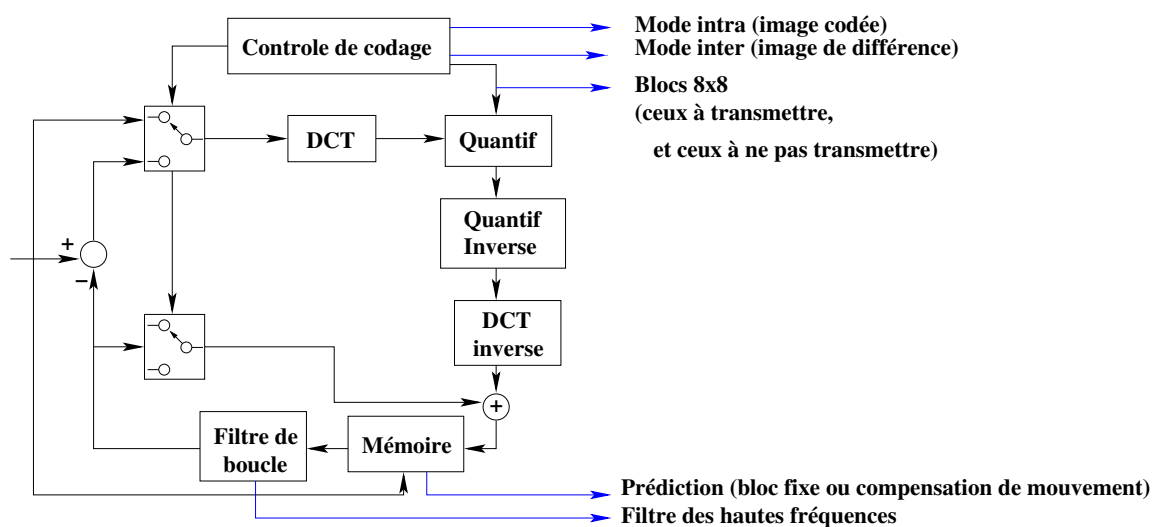 Mode intra (image codée)
Controle de codage
Mode inter (image de différence)
Blocs 8x8
(ceux à transmettre,
et ceux à ne pas transmettre)
DCT
Quantif
Quantif
Inverse
+
−
DCT
inverse
+
Filtre de
boucle
Mémoire
Prédiction (bloc fixe ou compensation de mouvement)
Filtre des hautes fréquences